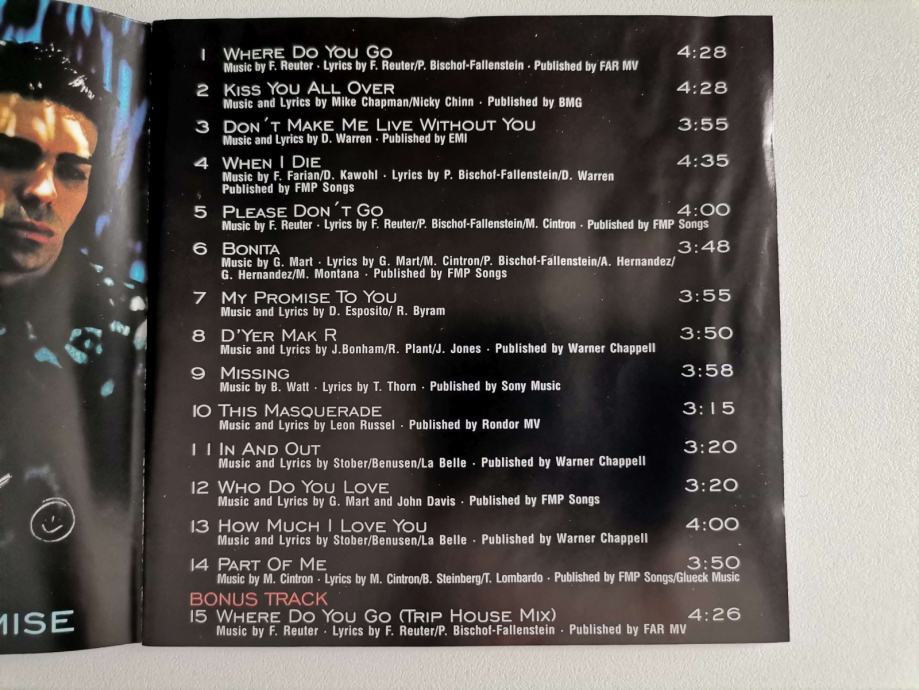 1 WHERE DO YOU GO 4:28
Music by F. Reuter · Lyrics by F. Reuter/P. Bischof-Fallenstein · Published by FAR MV
2 KISS YOU ALL OVER 4:28
Music and Lyrics by Mike Chapman/Nicky Chinn · Published by BMG
3 DON´T MAKE ME LIVE WITHOUT YOU 3:55
Music and Lyrics by D. Warren · Published by EMI
4 WHEN I DIE 4:35
Music by F. Farian/D. Kawohl · Lyrics by P. Bischof-Fallenstein/D. Warren
Published by FMP Songs
5 PLEASE DON´T GO 4:00
Music by F. Reuter · Lyrics by F. Reuter/P. Bischof-Fallenstein/M. Cintron · Published by FMP Songs
6 BONITA 3:48
Music by G. Mart · Lyrics by G. Mart/M. Cintron/P. Bischof-Fallenstein/A. Hernandez/
G. Hernandez/M. Montana · Published by FMP Songs
7 MY PROMISE TO YOU 3:55
Music and Lyrics by D. Esposito/ R. Byram
8 D'YER MAK R 3:50
Music and Lyrics by J.Bonham/R. Plant/J. Jones · Published by Warner Chappell
9 MISSING 3:58
Music by B. Watt · Lyrics by T. Thorn · Published by Sony Music
10 THIS MASQUERADE 3:15
Music and Lyrics by Leon Russel · Published by Rondor MV
11 IN AND OUT 3:20
Music and Lyrics by Stober/Benusen/La Belle · Published by Warner Chappell
12 WHO DO YOU LOVE 3:20
Music and Lyrics by G. Mart and John Davis · Published by FMP Songs
13 HOW MUCH I LOVE YOU 4:00
Music and Lyrics by Stober/Benusen/La Belle · Published by Warner Chappell
14 PART OF ME 3:50
Music by M. Cintron · Lyrics by M. Cintron/B. Steinberg/T. Lombardo · Published by FMP Songs/Glueck Music
BONUS TRACK
15 WHERE DO YOU GO (TRIP HOUSE MIX) 4:26
Music by F. Reuter · Lyrics by F. Reuter/P. Bischof-Fallenstein · Published by FAR MV
MISE